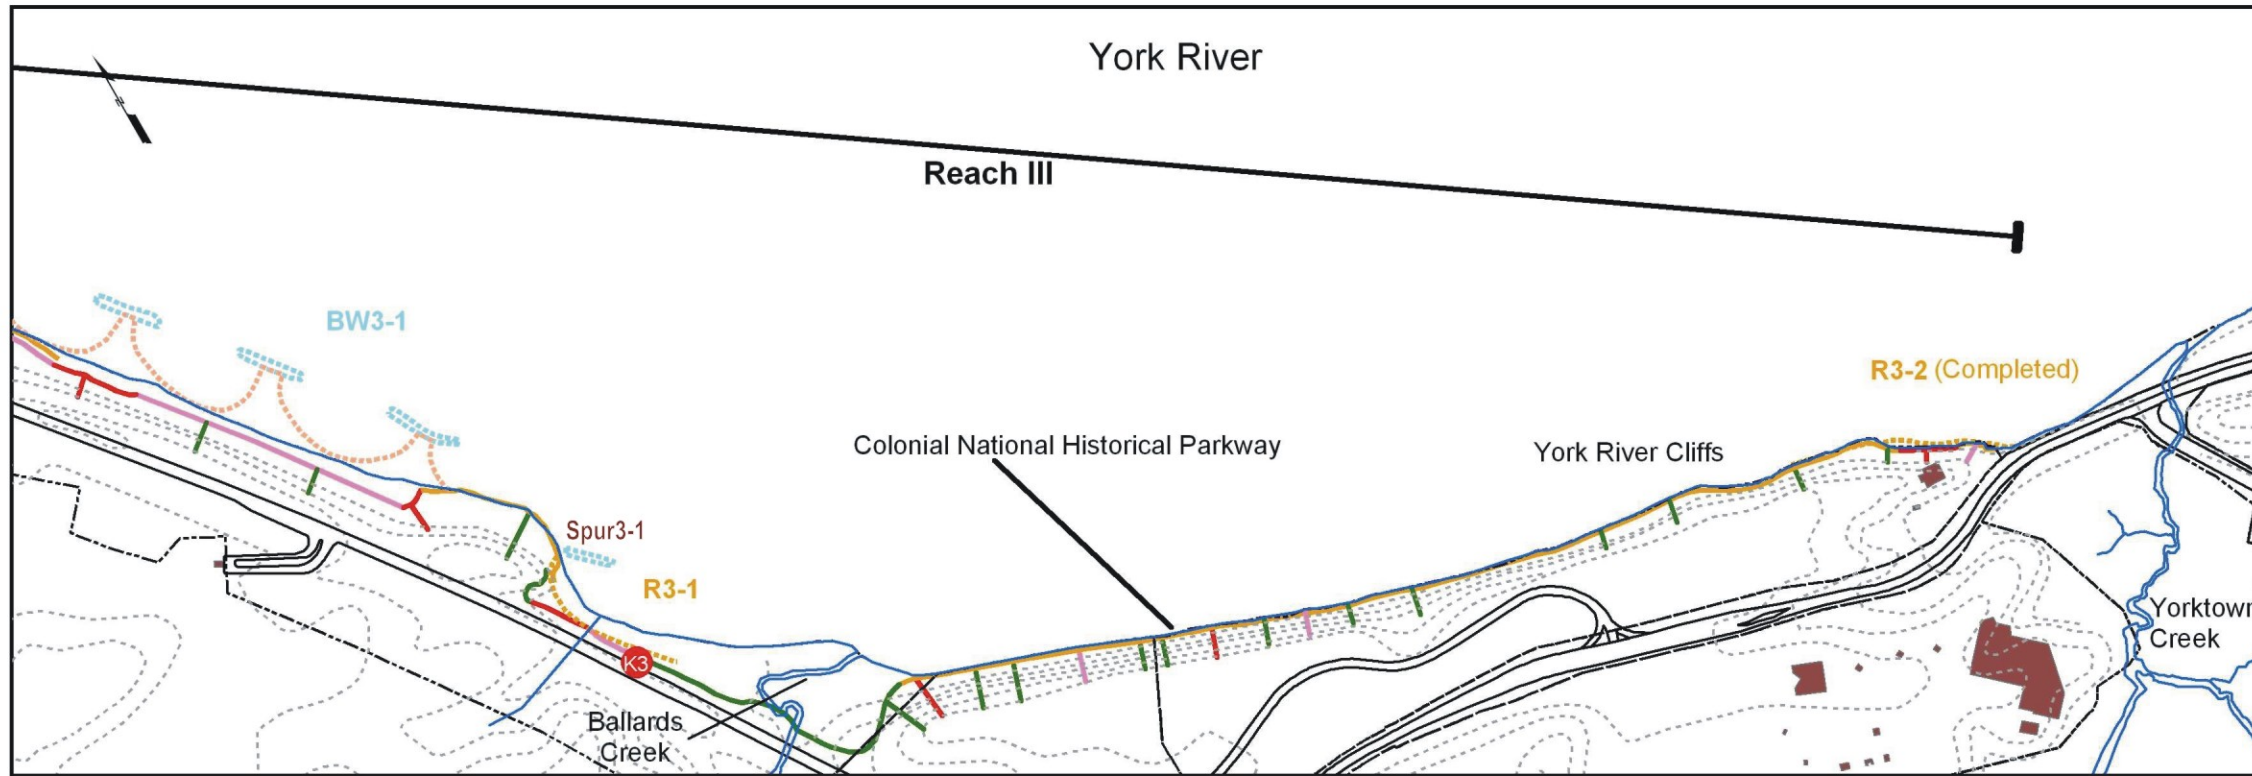 York River
N
Reach III
BW3-1
R3-2 (Completed)
Colonial National Historical Parkway
York River Cliffs
Spur3-1
R3-1
K3
Yorktown
Creek
Ballards
Creek